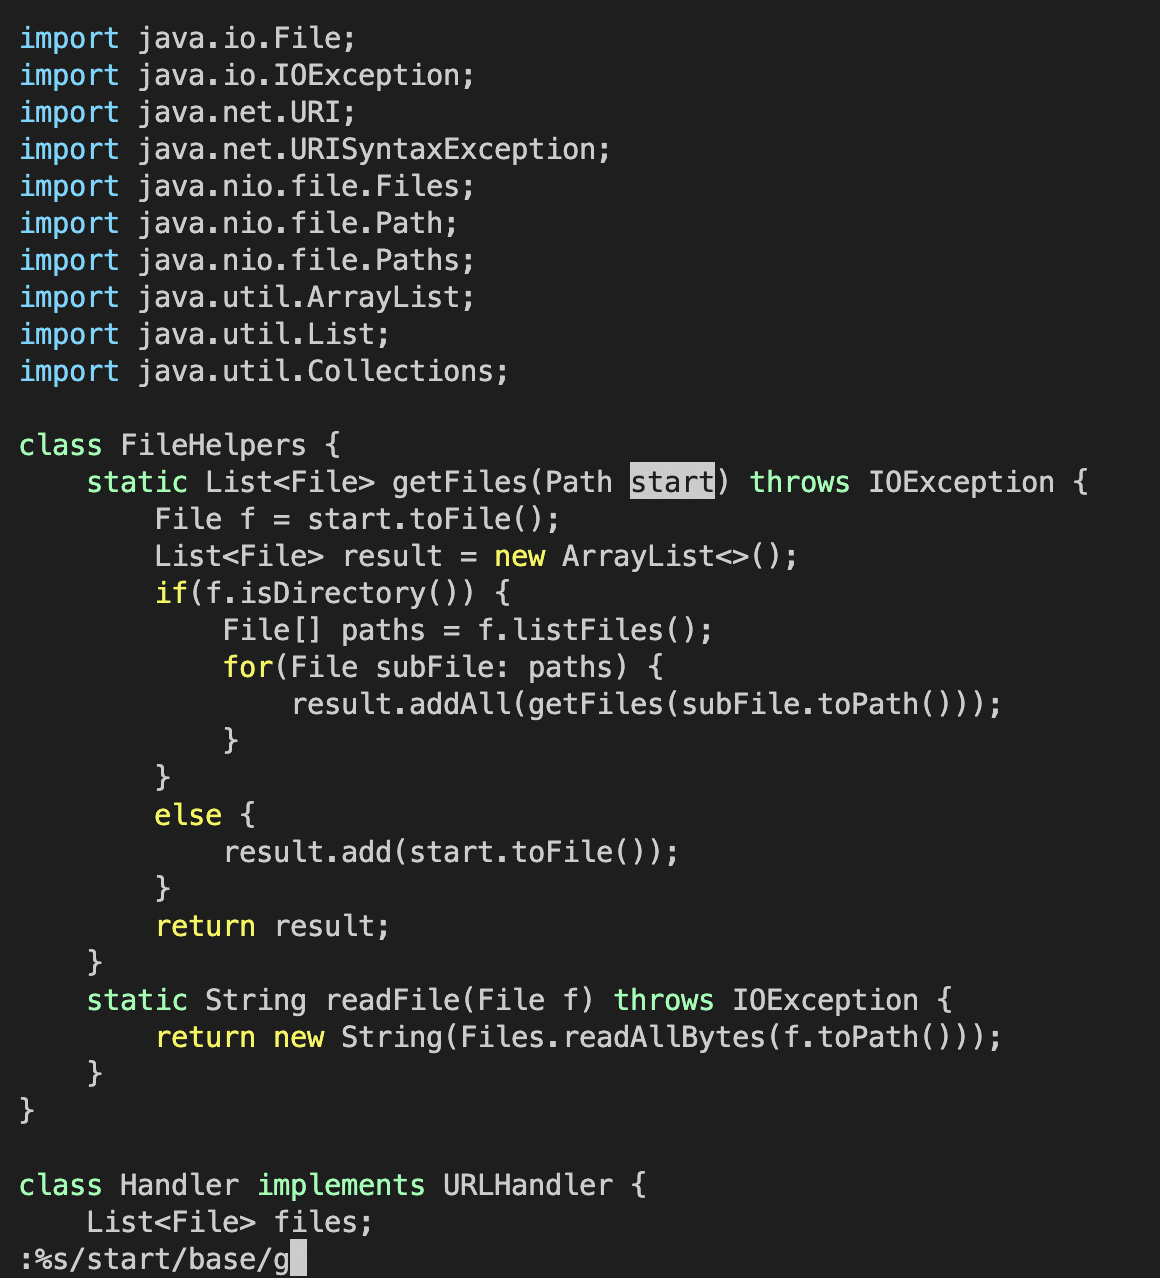 import java.io.File;
import java.io.IOException;
import java.net.URI;
import java.net.URISyntaxException;
import java.nio.file.Files;
import java.nio.file.Path;
import java.nio.file.Paths;
import java.util.ArrayList;
import java.util.List;
import java.util.Collections;

class FileHelpers {
    static List<File> getFiles(Path start) throws IOException {
        File f = start.toFile();
        List<File> result = new ArrayList<>();
        if(f.isDirectory()) {
            File[] paths = f.listFiles();
            for(File subFile: paths) {
                result.addAll(getFiles(subFile.toPath()));
            }
        }
        else {
            result.add(start.toFile());
        }
        return result;
    }
    static String readFile(File f) throws IOException {
        return new String(Files.readAllBytes(f.toPath()));
    }
}

class Handler implements URLHandler {
    List<File> files;
:%s/start/base/g